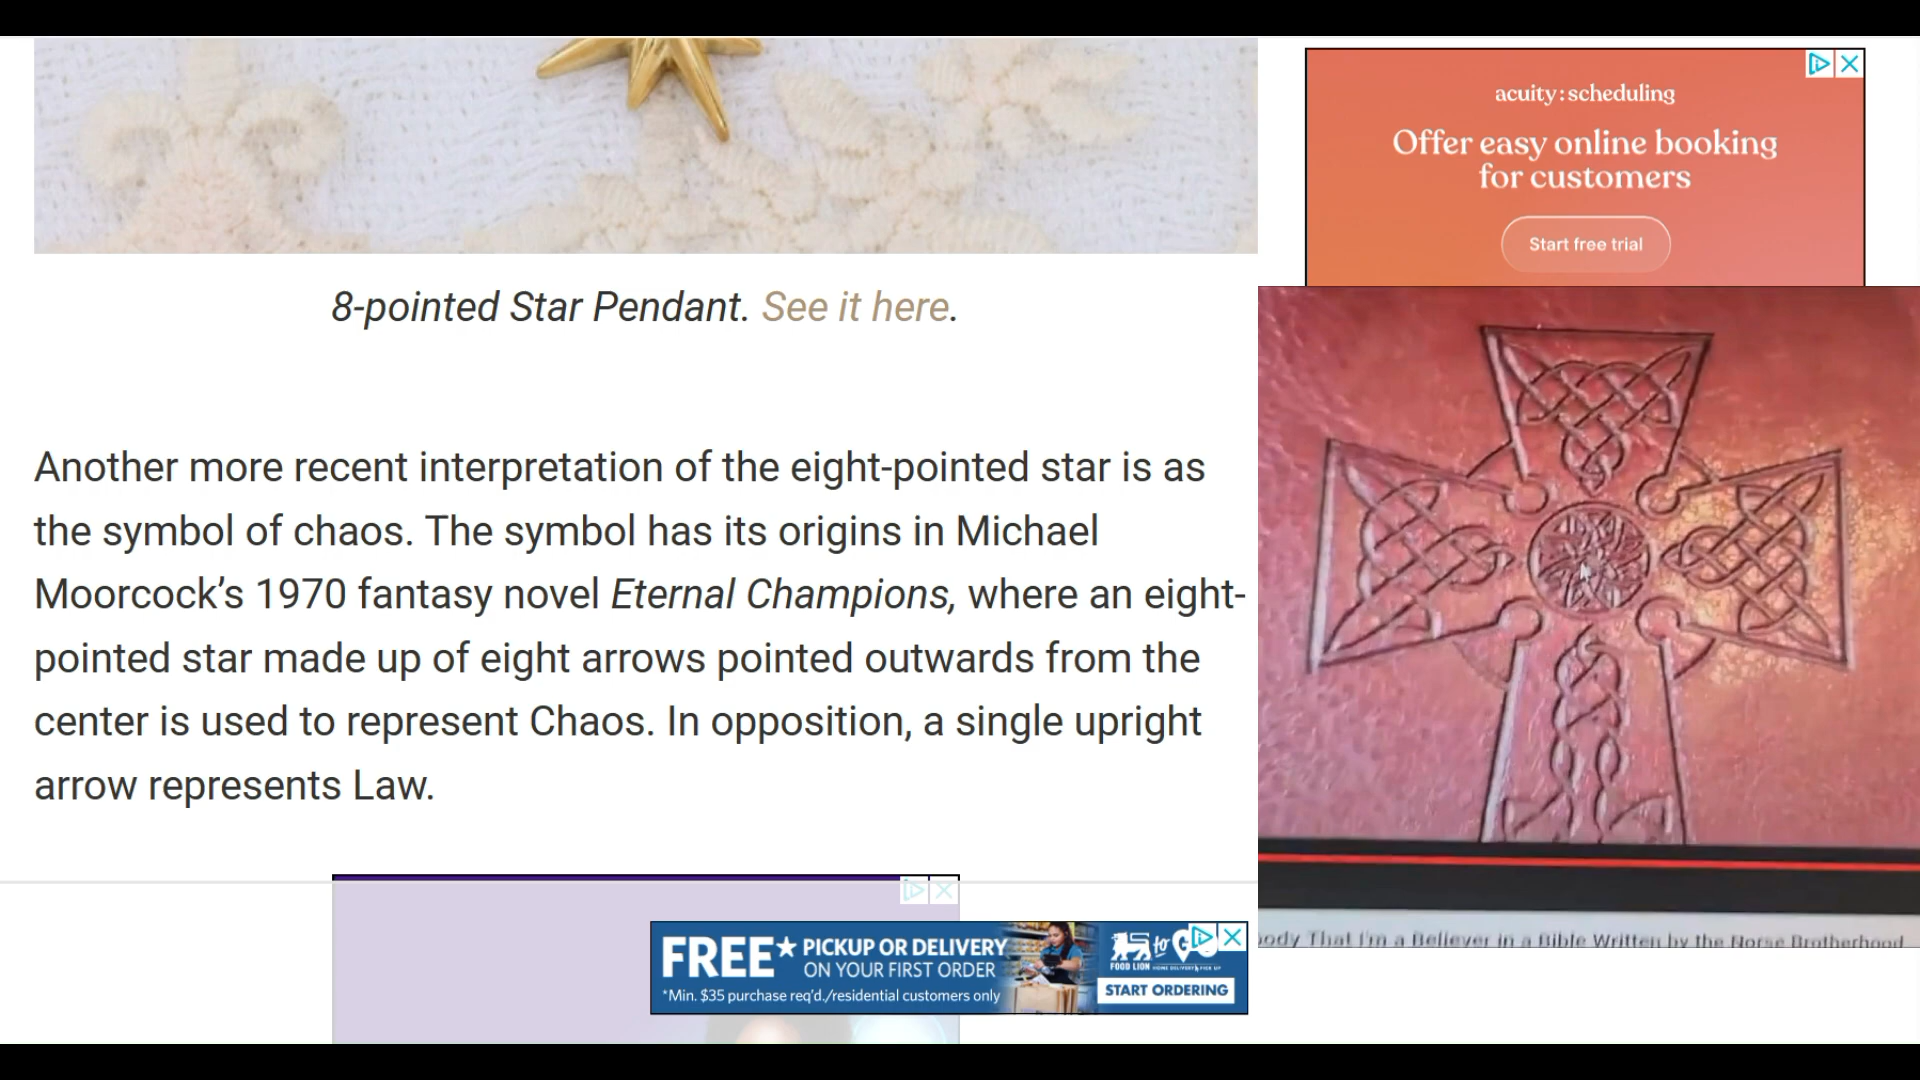 acuity:scheduling
Offer easy online booking
for customers
Start free trial
8-pointed Star Pendant. See it here.
Another more recent interpretation of the eight-pointed star is as
the symbol of chaos. The symbol has its origins in Michael
Moorcock’s 1970 fantasy novel Eternal Champions, where an eight-
pointed star made up of eight arrows pointed outwards from the
center is used to represent Chaos. In opposition, a single upright
arrow represents Law.
FREE* PICKUP OR DELIVERY
ON YOUR FIRST ORDER
*Min. $35 purchase req'd./residential customers only
to
FOOD LION
START ORDERING
That I'm a Believer in a Bible Written by the Norse Brotherhood